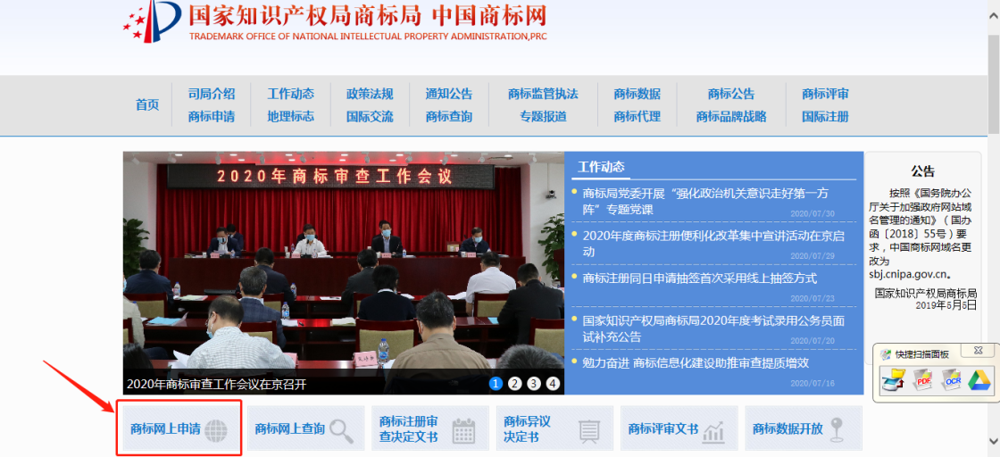 国家知识产权局商标局 中国商标网
TRADEMARK OFFICE OF NATIONAL INTELLECTUAL PROPERTY ADMINISTRATION,PRC
首页
司局介绍
工作动态
政策法规
通知公告
商标监管执法
商标数据
商标公告
商标评审
商标申请
地理标志
国际交流
商标查询
专题报道
商标代理
商标品牌战略
国际注册
2020年商标审查工作会议
2020年商标审查工作会议在京召开
1 2 3 4
工作动态
商标局党委开展“强化政治机关意识走好第一方
阵”专题党课
2020/07/30
2020年度商标注册便利化改革集中宣讲活动在京启
动
2020/07/29
商标注册同日申请抽签首次采用线上抽签方式
2020/07/23
国家知识产权局商标局2020年度考试录用公务员面
试补充公告
2020/07/20
勉力奋进 商标信息化建设助推审查提质增效
2020/07/16
公告
按照《国务院办公
厅关于加强政府网站域
名管理的通知》（国办
函〔2018〕55号）要
求，中国商标网域名更
改为
sbj.cnipa.gov.cn。
国家知识产权局商标局
2019年5月5日
快捷扫描面板
PDF
OCR
商标网上申请
商标网上查询
商标注册审
查决定文书
商标异议
决定书
商标评审文书
商标数据开放